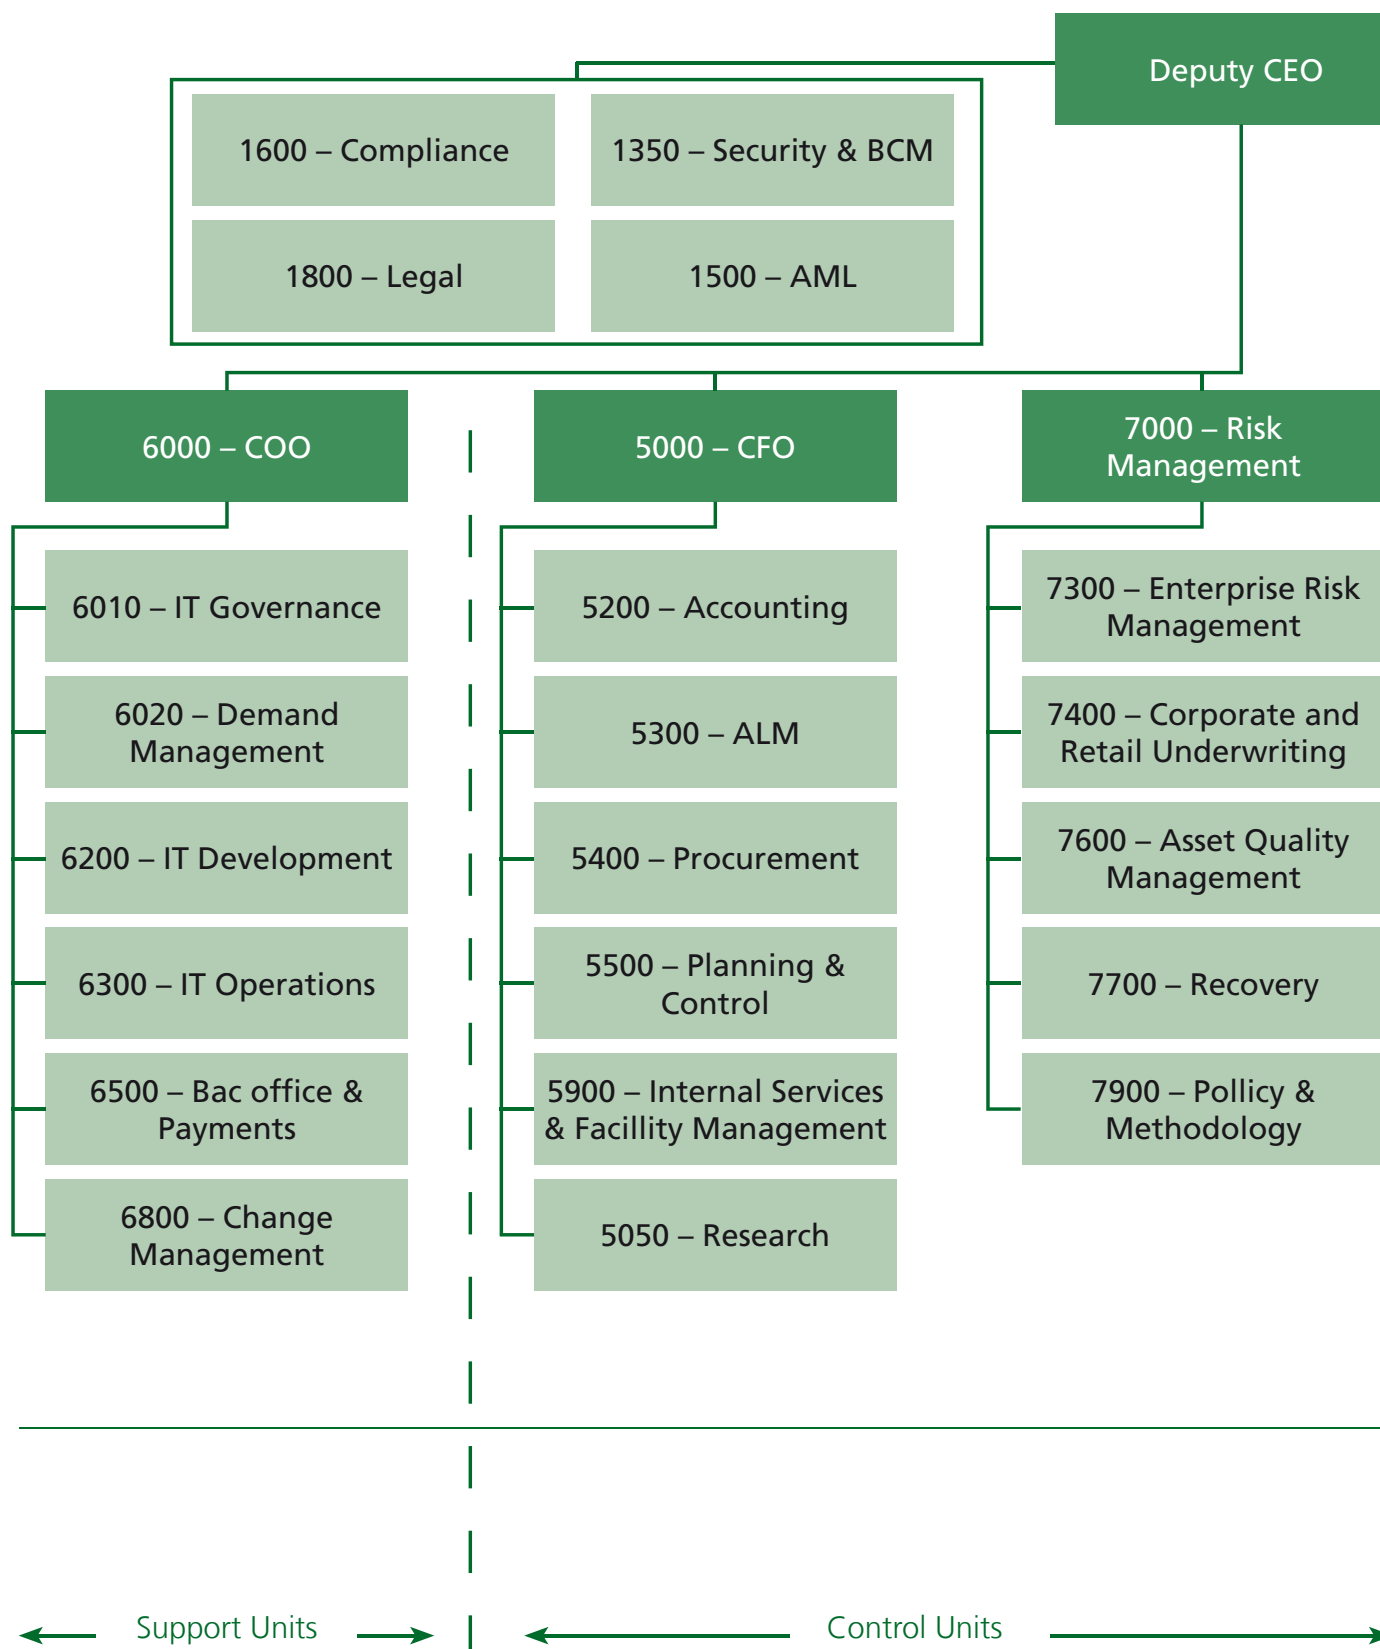 Deputy CEO
1600 – Compliance
1350 – Security & BCM
1800 – Legal
1500 – AML
6000 – COO
5000 – CFO
7000 – Risk
Management
6010 – IT Governance
6020 – Demand
Management
6200 – IT Development
6300 – IT Operations
6500 – Bac office &
Payments
6800 – Change
Management
5200 – Accounting
5300 – ALM
5400 – Procurement
5500 – Planning &
Control
5900 – Internal Services
& Facillity Management
5050 – Research
7300 – Enterprise Risk
Management
7400 – Corporate and
Retail Underwriting
7600 – Asset Quality
Management
7700 – Recovery
7900 – Pollicy &
Methodology
Support Units
Control Units